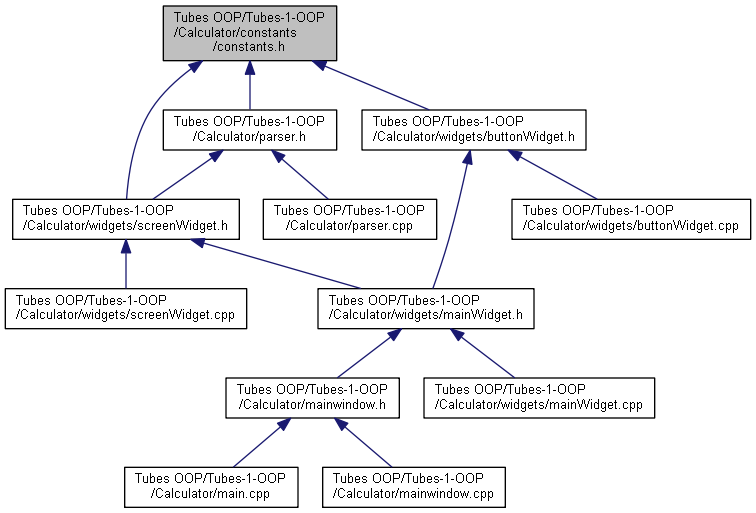 Tubes OOP/Tubes-1-OOP
/Calculator/constants
/constants.h
Tubes OOP/Tubes-1-OOP
/Calculator/parser.h
Tubes OOP/Tubes-1-OOP
/Calculator/widgets/buttonWidget.h
Tubes OOP/Tubes-1-OOP
/Calculator/widgets/screenWidget.h
Tubes OOP/Tubes-1-OOP
/Calculator/parser.cpp
Tubes OOP/Tubes-1-OOP
/Calculator/widgets/buttonWidget.cpp
Tubes OOP/Tubes-1-OOP
/Calculator/widgets/screenWidget.cpp
Tubes OOP/Tubes-1-OOP
/Calculator/widgets/mainWidget.h
Tubes OOP/Tubes-1-OOP
/Calculator/mainwindow.h
Tubes OOP/Tubes-1-OOP
/Calculator/widgets/mainWidget.cpp
Tubes OOP/Tubes-1-OOP
/Calculator/main.cpp
Tubes OOP/Tubes-1-OOP
/Calculator/mainwindow.cpp